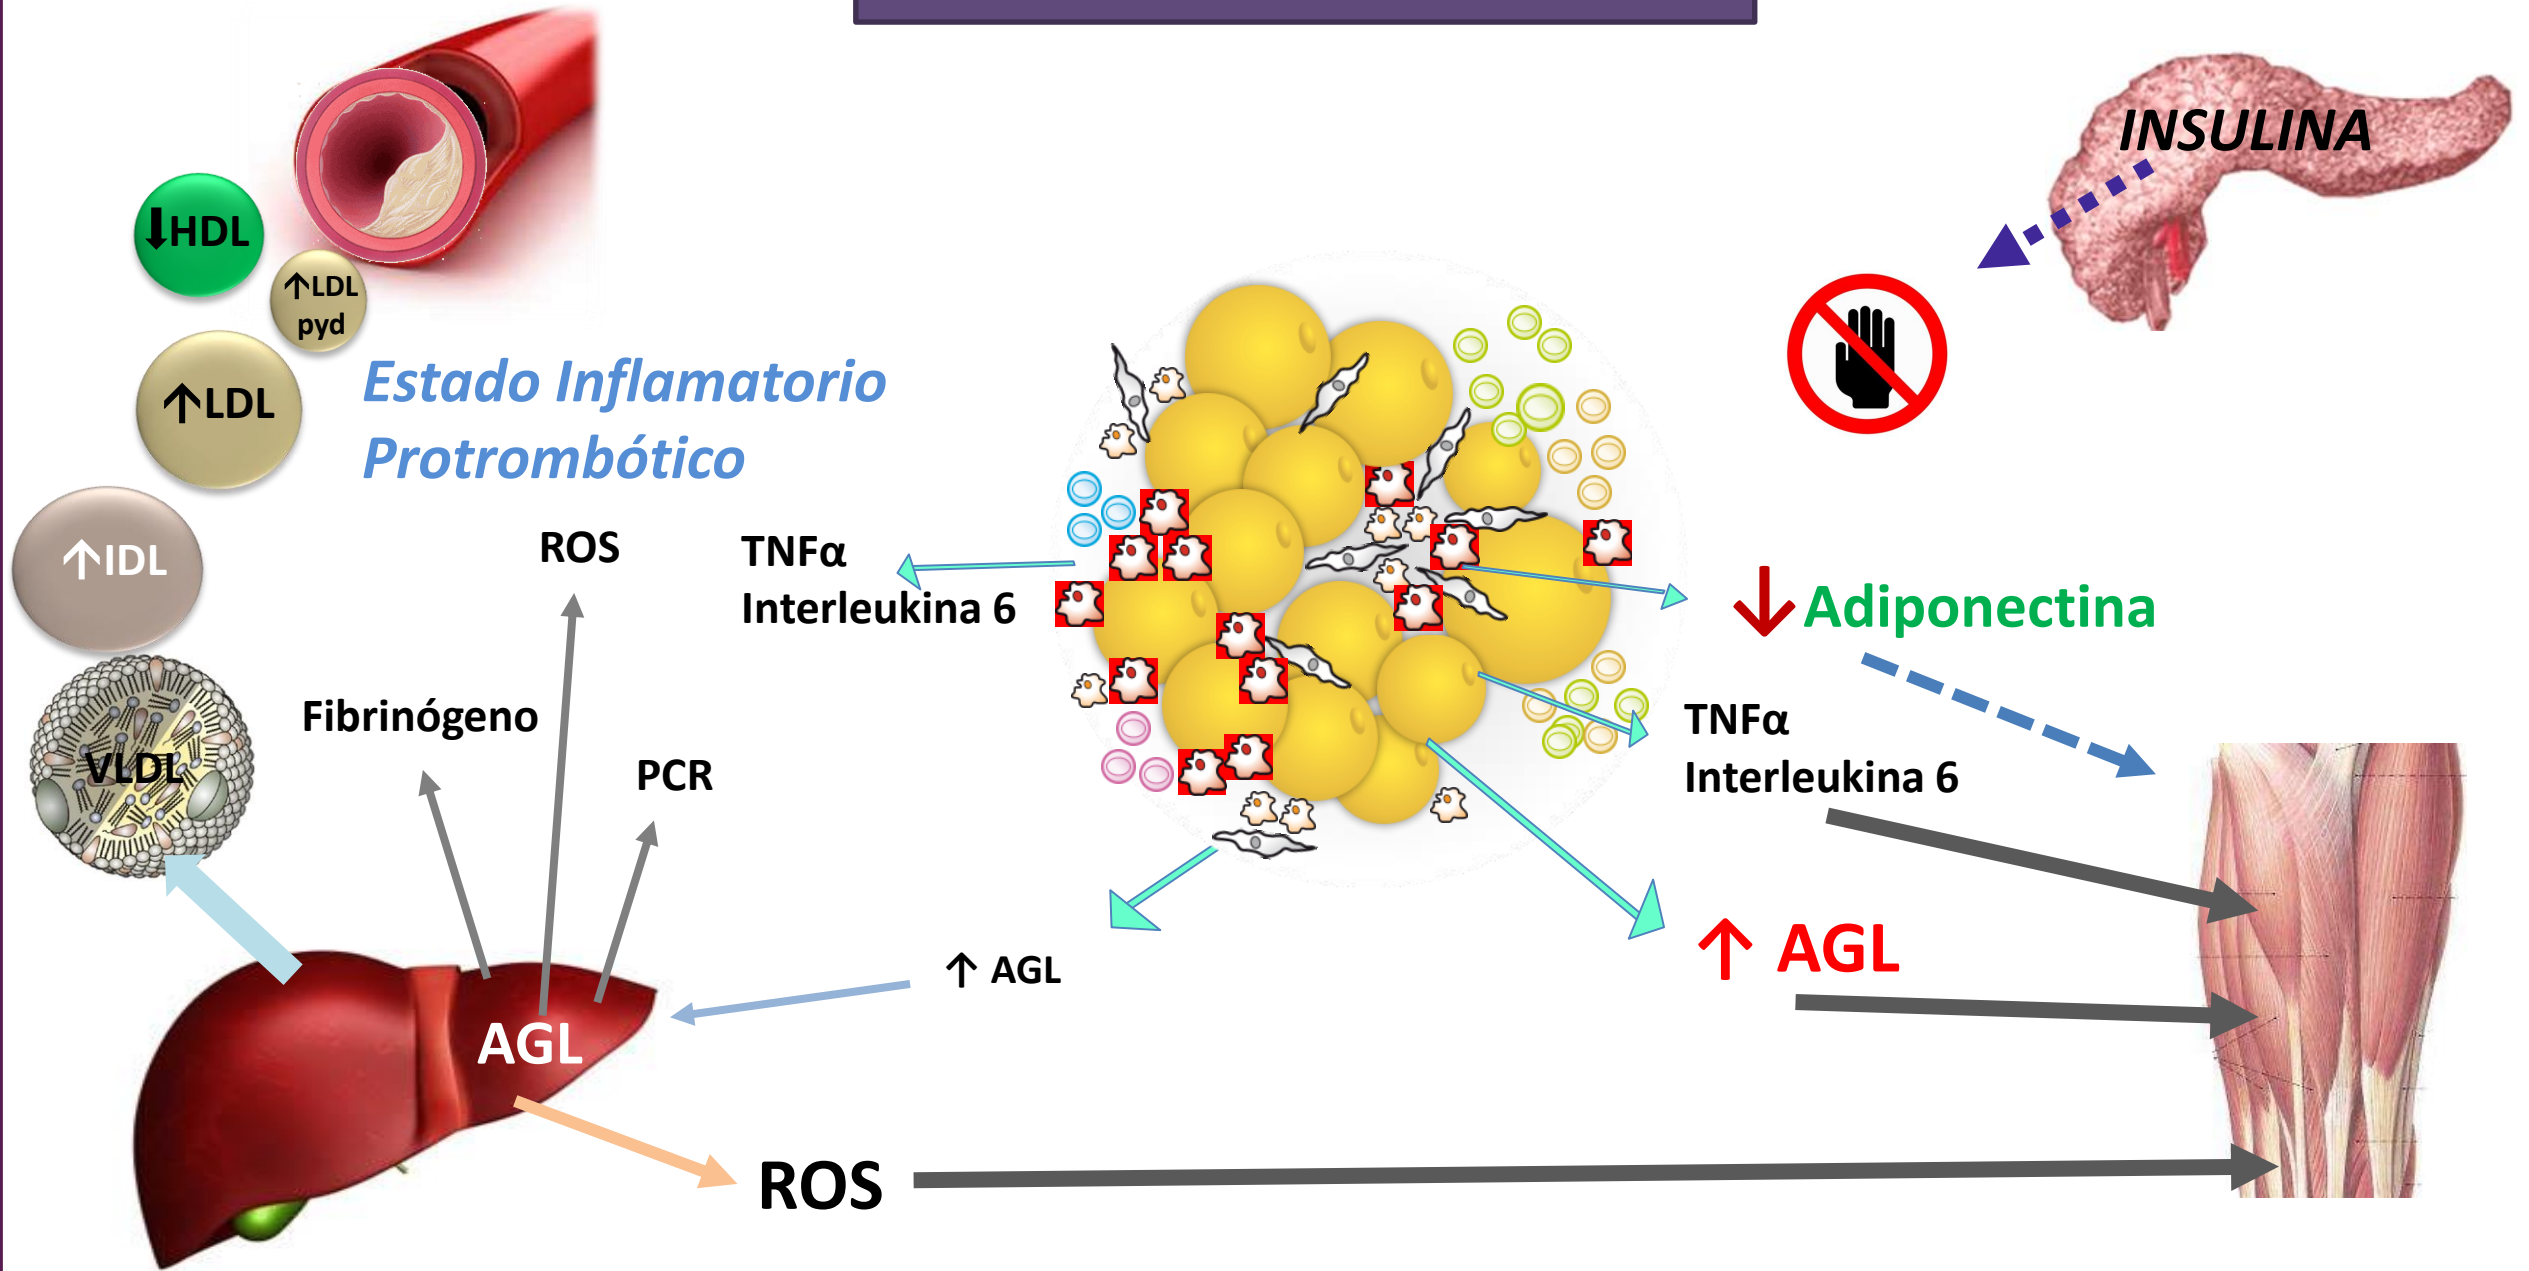 INSULINA
↓HDL
↑LDL
pyd
↑LDL
Estado Inflamatorio
Protrombótico
↑IDL
ROS
TNFα
Interleukina 6
↓Adiponectina
Fibrinógeno
VLDL
PCR
TNFα
Interleukina 6
↑ AGL
↑ AGL
AGL
ROS